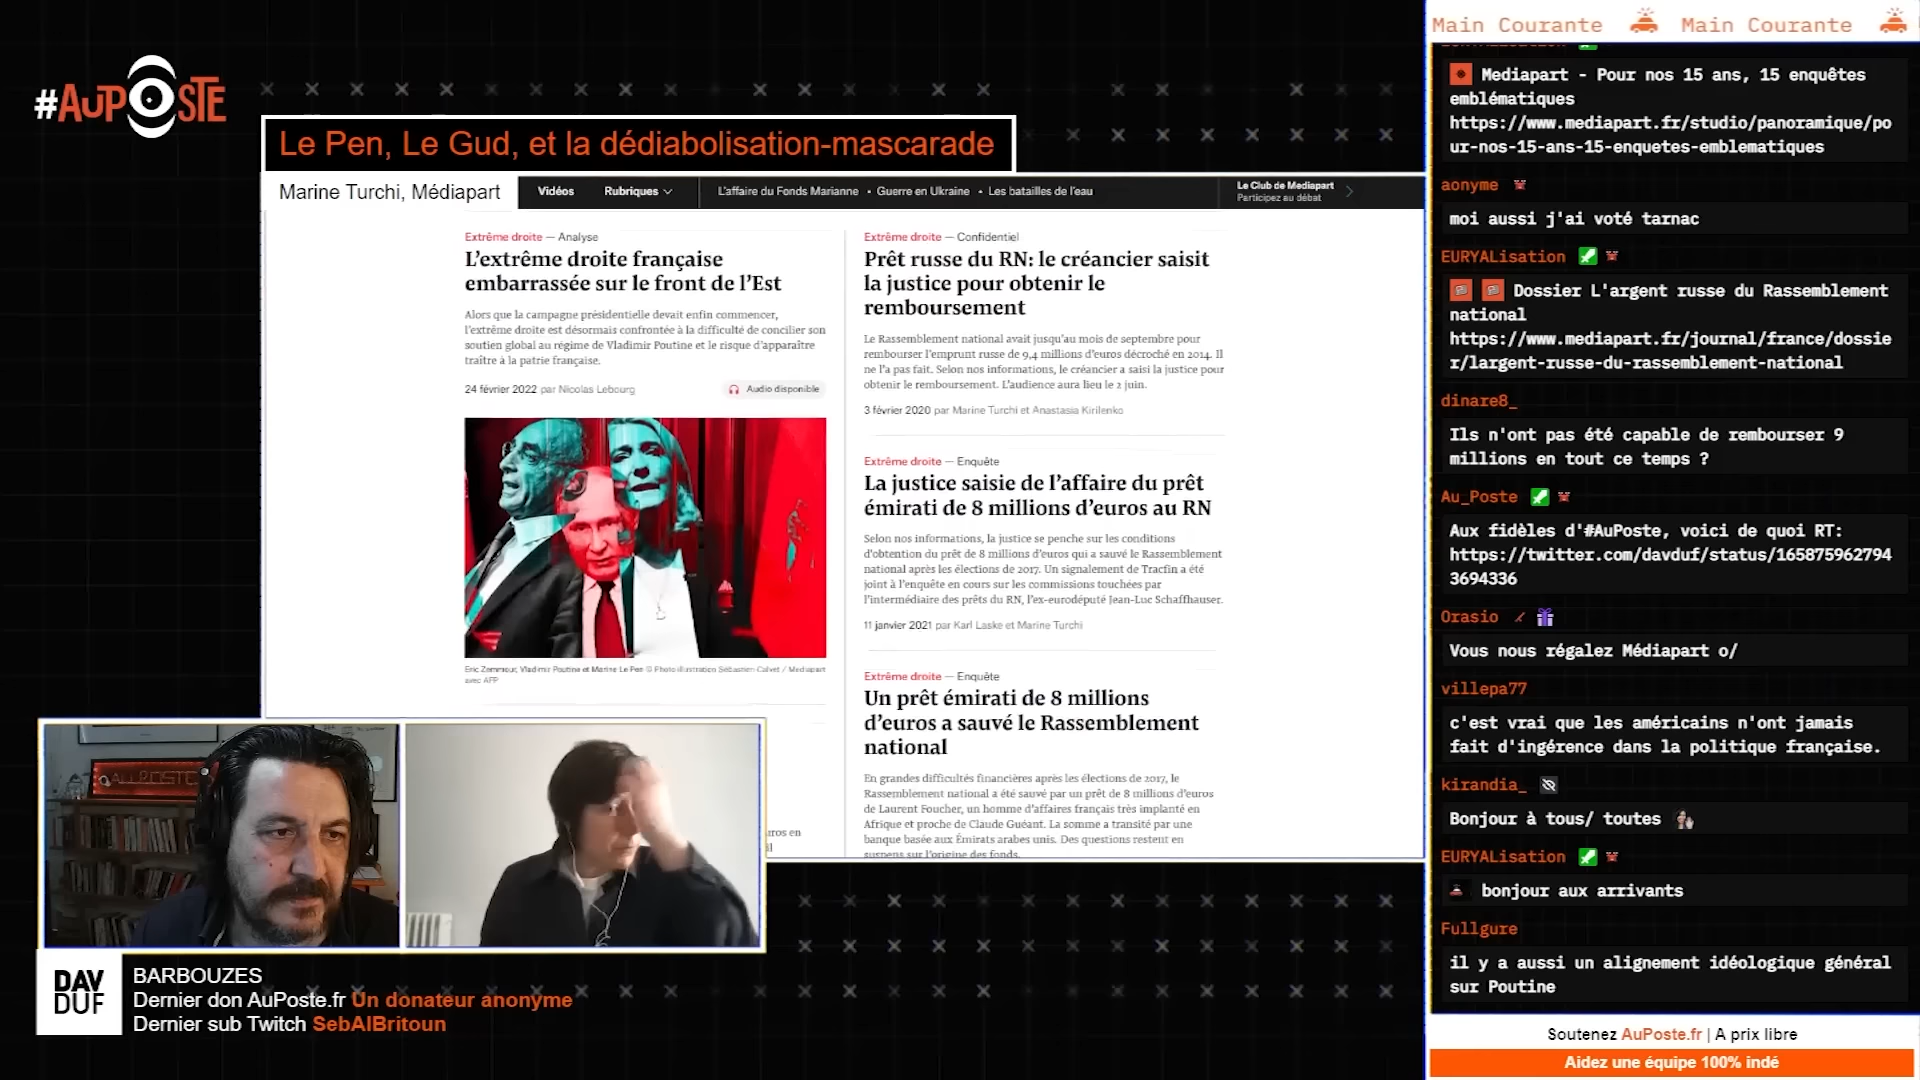 #AUPOSTE
Le Pen, Le Gud, et la dédiabolisation-mascarade
Marine Turchi, Médiapart
Vidéos
Rubriques
L'affaire du Fonds Marianne • Guerre en Ukraine • Les batailles de l'eau
Le Club de Mediapart
Participez au débat
Extrême droite — Analyse
L'extrême droite française
embarrassée sur le front de l'Est
Alors que la campagne présidentielle devait enfin commencer,
l'extrême droite est désormais confrontée à la difficulté de concilier son
soutien global au régime de Vladimir Poutine et le risque d'apparaître
traître à la patrie française.
24 février 2022 par Nicolas Lebourg
Audio disponible
Eric Zemmour, Vladimir Poutine et Marine Le Pen © Photo illustration Sébastien Calvet / Mediapart
avec AFP
Extrême droite — Confidentiel
Prêt russe du RN: le créancier saisit
la justice pour obtenir le
remboursement
Le Rassemblement national avait jusqu'au mois de septembre pour
rembourser l'emprunt russe de 9,4 millions d'euros décroché en 2014. Il
ne l'a pas fait. Selon nos informations, le créancier a saisi la justice pour
obtenir le remboursement. L'audience aura lieu le 2 juin.
3 février 2020 par Marine Turchi et Anastasia Kirilenko
Extrême droite — Enquête
La justice saisie de l'affaire du prêt
émirati de 8 millions d'euros au RN
Selon nos informations, la justice se penche sur les conditions
d'obtention du prêt de 8 millions d'euros qui a sauvé le Rassemblement
national après les élections de 2017. Un signalement de Tracfin a été
joint à l'enquête en cours sur les commissions touchées par
l'intermédiaire des prêts du RN, l'ex-eurodéputé Jean-Luc Schaffhauser.
11 janvier 2021 par Karl Laske et Marine Turchi
Extrême droite — Enquête
Un prêt émirati de 8 millions
d'euros a sauvé le Rassemblement
national
En grandes difficultés financières après les élections de 2017, le
Rassemblement national a été sauvé par un prêt de 8 millions d'euros
de Laurent Foucher, un homme d'affaires français très implanté en
Afrique et proche de Claude Guéant. La somme a transité par une
banque basée aux Émirats arabes unis. Des questions restent en
suspens sur l'origine des fonds.
AU POSTE
DAV
DUF
BARBOUZES
Dernier don AuPoste.fr Un donateur anonyme
Dernier sub Twitch SebAlBritoun
Main Courante
Main Courante
Mediapart - Pour nos 15 ans, 15 enquêtes
emblématiques
https://www.mediapart.fr/studio/panoramique/po
ur-nos-15-ans-15-enquetes-emblematiques
aonyme
moi aussi j'ai voté tarnac
EURYALisation
Dossier L'argent russe du Rassemblement
national
https://www.mediapart.fr/journal/france/dossie
r/largent-russe-du-rassemblement-national
dinare8_
Ils n'ont pas été capable de rembourser 9
millions en tout ce temps ?
Au_Poste
Aux fidèles d'#AuPoste, voici de quoi RT:
https://twitter.com/davduf/status/165875962794
3694336
Orasio
Vous nous régalez Médiapart o/
villepa77
c'est vrai que les américains n'ont jamais
fait d'ingérence dans la politique française.
kirandia_
Bonjour à tous/ toutes
EURYALisation
bonjour aux arrivants
Fullgure
il y a aussi un alignement idéologique général
sur Poutine
Soutenez AuPoste.fr | A prix libre
Aidez une équipe 100% indé